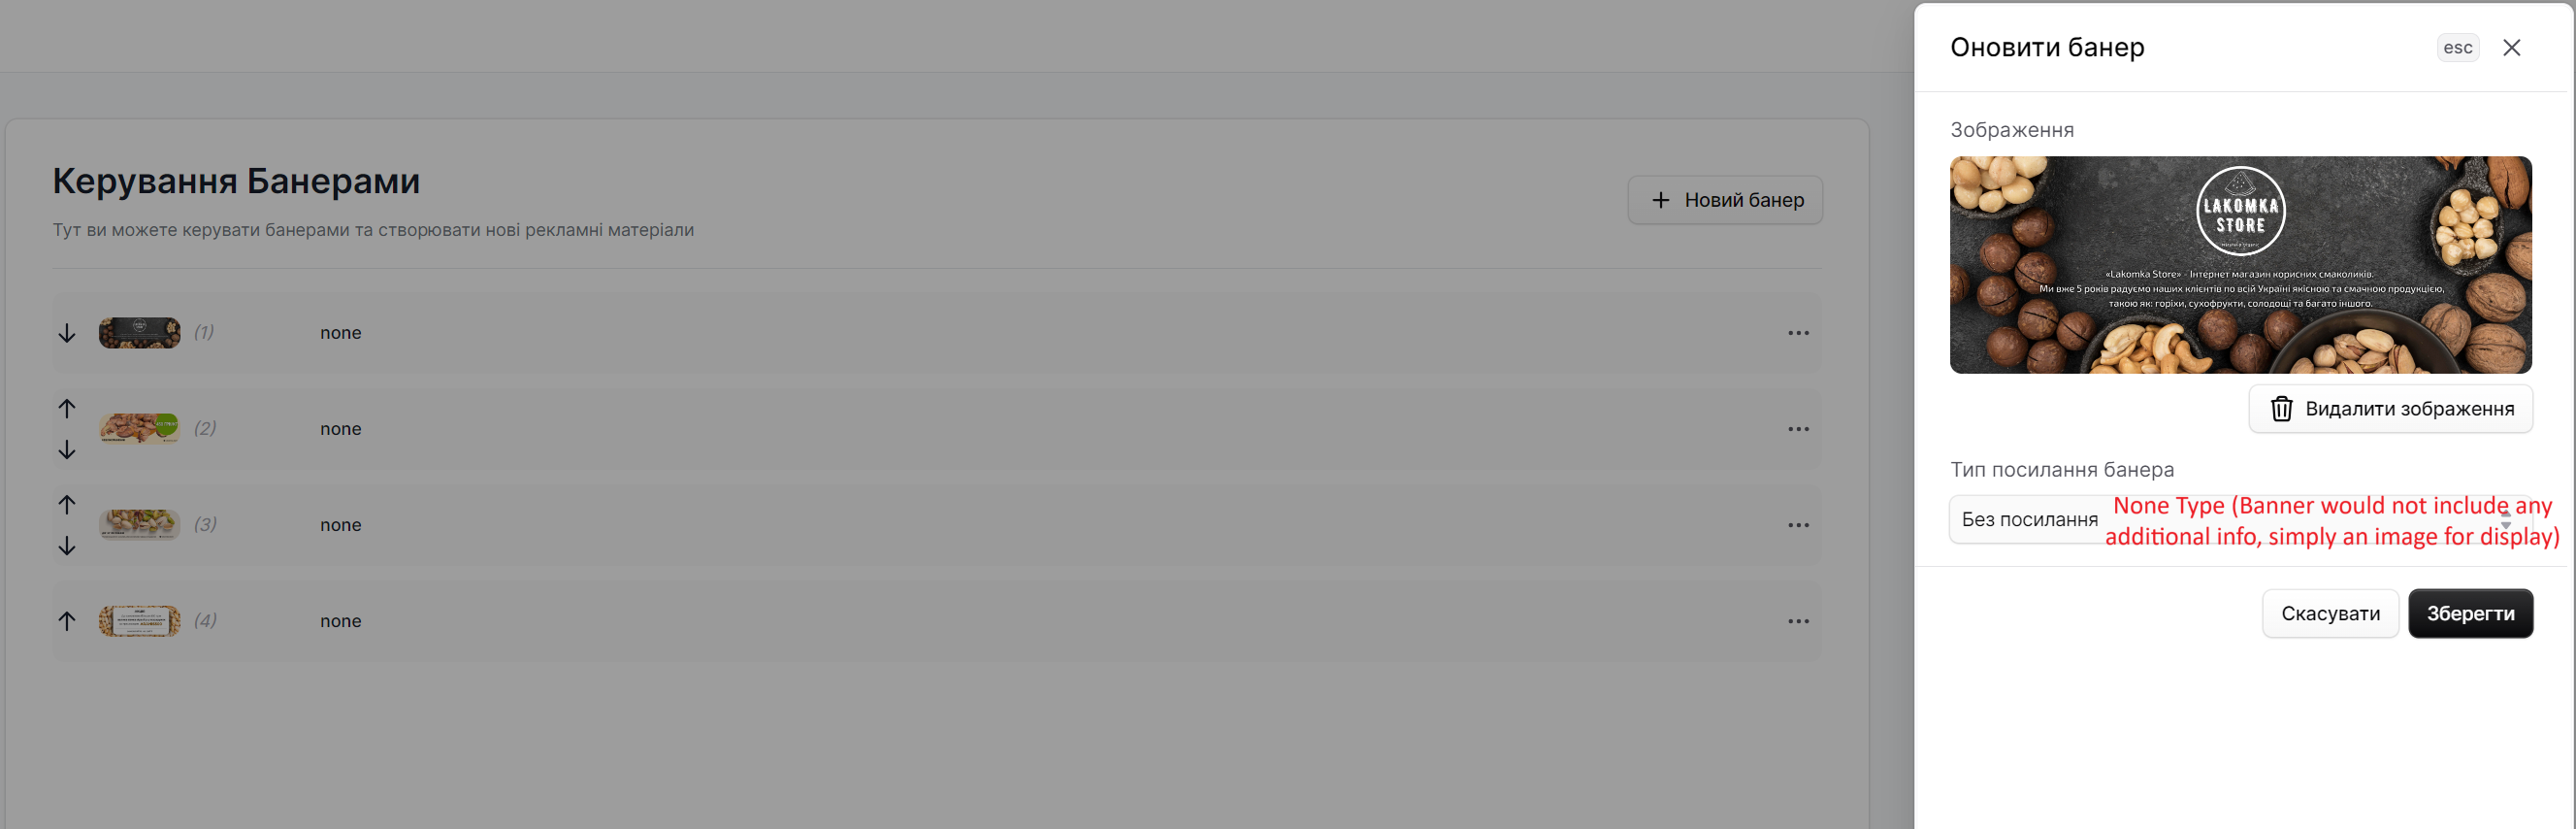 Керування Банерами
Тут ви можете керувати банерами та створювати нові рекламні матеріали
Новий банер
(1) none
(2) none
(3) none
(4) none
Оновити банер
esc
Зображення
LAKOMKA
STORE
«Lakomka Store» - Інтернет магазин корисних смаколиків.
Ми вже 5 років радуємо наших клієнтів по всій Україні якісною та смачною продукцією,
такою як: горіхи, сухофрукти, солодощі та багато іншого.
Видалити зображення
Тип посилання банера
Без посилання
None Type (Banner would not include any
additional info, simply an image for display)
Скасувати
Зберегти